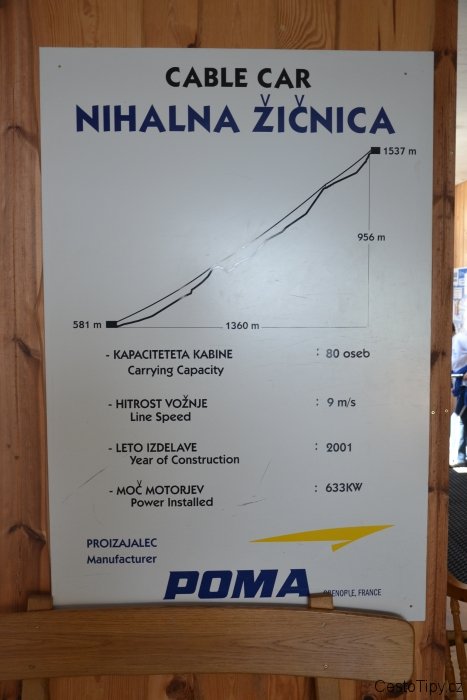 CABLE CAR
NIHALNA ŽIČNICA
1537 m
956 m
581 m
1360 m
- KAPACITETETA KABINE : 80 oseb
Carrying Capacity
- HITROST VOŽNJE : 9 m/s
Line Speed
- LETO IZDELAVE : 2001
Year of Construction
- MOČ MOTORJEV : 633KW
Power Installed
PROIZAJALEC
Manufacturer
POMA GRENOPLE, FRANCE
CestoTipy.cz